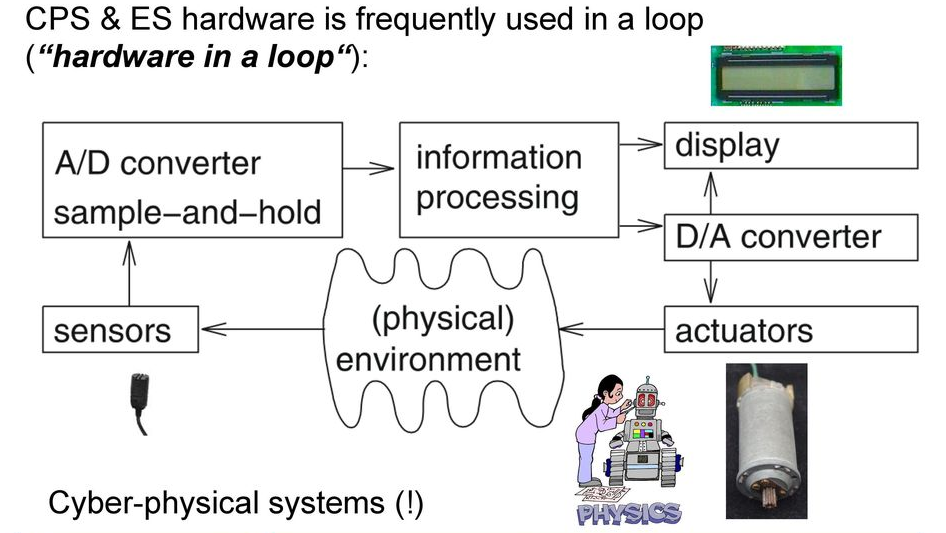 CPS & ES hardware is frequently used in a loop
(“hardware in a loop“):
A/D converter
sample−and−hold
information
processing
display
D/A converter
sensors
(physical)
environment
actuators
PHYSICS
Cyber-physical systems (!)